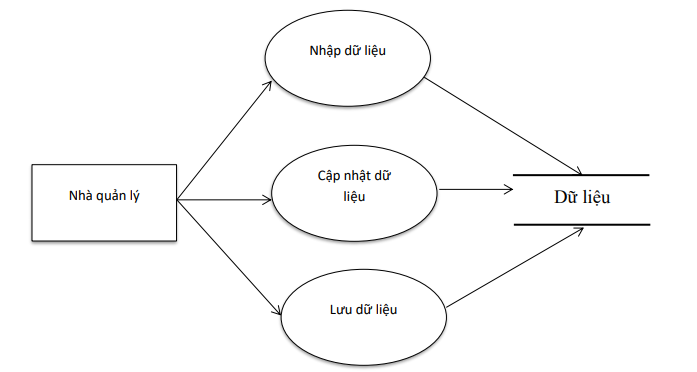 Nhập dữ liệu
Nhà quản lý
Cập nhật dữ
liệu
Dữ liệu
Lưu dữ liệu